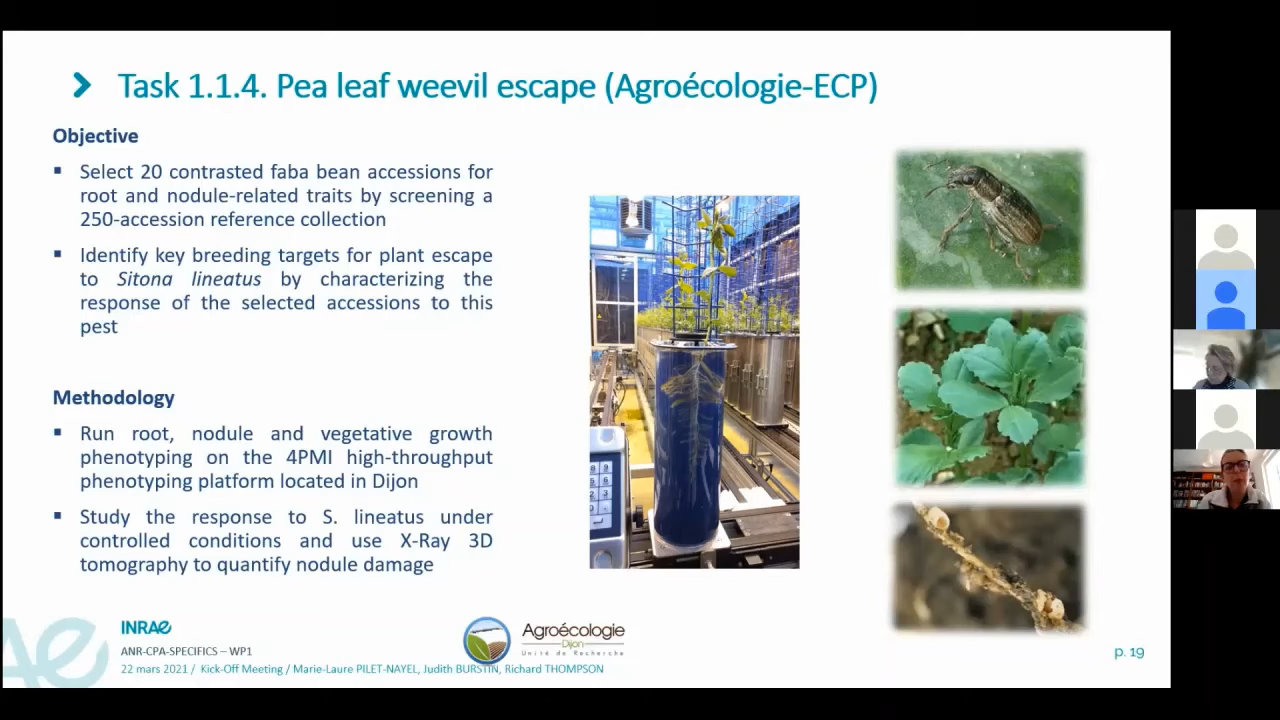 Task 1.1.4. Pea leaf weevil escape (Agroécologie-ECP)
Objective
Select 20 contrasted faba bean accessions for
root and nodule-related traits by screening a
250-accession reference collection
Identify key breeding targets for plant escape
to Sitona lineatus by characterizing the
response of the selected accessions to this
pest
Methodology
Run root, nodule and vegetative growth
phenotyping on the 4PMI high-throughput
phenotyping platform located in Dijon
Study the response to S. lineatus under
controlled conditions and use X-Ray 3D
tomography to quantify nodule damage
INRAE
ANR-CPA-SPECIFICS – WP1
22 mars 2021 / Kick-Off Meeting / Marie-Laure PILET-NAYEL, Judith BURSTIN, Richard THOMPSON
Agroécologie
Dijon
Unité de Recherche
p. 19